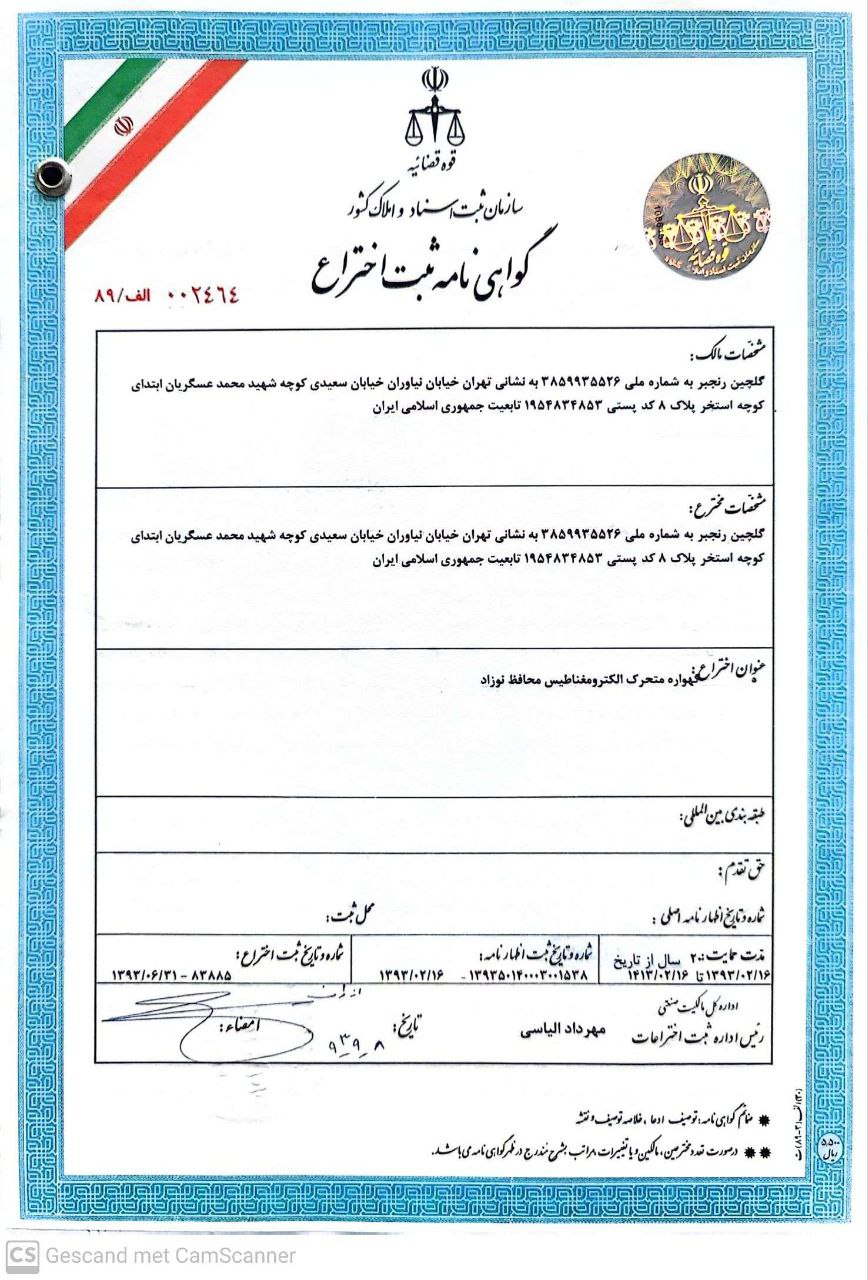 قوه قضائیه
سازمان ثبت اسناد و املاک کشور
گواهی نامه ثبت اختراع
۰۰۲۴۶۴ الف/۸۹
مشخصات مالک:
گلچین رنجبر به شماره ملی ۳۸۵۹۹۳۵۵۲۶ به نشانی تهران خیابان نیاوران خیابان سعیدی کوچه شهید محمد عسگریان ابتدای
کوچه استخر پلاک ۸ کد پستی ۱۹۵۴۸۳۴۸۵۳ تابعیت جمهوری اسلامی ایران
مشخصات مخترع:
گلچین رنجبر به شماره ملی ۳۸۵۹۹۳۵۵۲۶ به نشانی تهران خیابان نیاوران خیابان سعیدی کوچه شهید محمد عسگریان ابتدای
کوچه استخر پلاک ۸ کد پستی ۱۹۵۴۸۳۴۸۵۳ تابعیت جمهوری اسلامی ایران
عنوان اختراع:
گهواره متحرک الکترومغناطیس محافظ نوزاد
طبقه بندی بین المللی:
حق تقدم:
شماره و تاریخ اظهار نامه اصلی: محل ثبت:
مدت حمایت: ۲۰ سال از تاریخ
۱۳۹۳/۰۲/۱۶ تا ۱۴۱۳/۰۲/۱۶
شماره و تاریخ ثبت اظهار نامه:
۱۳۹۳۵۰۱۴۰۰۰۳۰۰۱۵۳۸ - ۱۳۹۳/۰۲/۱۶
شماره و تاریخ ثبت اختراع:
۸۳۸۸۵ - ۱۳۹۳/۰۶/۳۱
اداره کل مالکیت صنعتی
رئیس اداره ثبت اختراعات مهرداد الیاسی تاریخ: ۹۳_۹_۸ امضاء:
✸ ضمائم گواهی نامه: توصیف، ادعا، خلاصه توصیف و نقشه
✸ ✸ درصورت تعدد مخترعین، مالکین و یا تغییرات مراتب بشرح مندرج در ظهر گواهی نامه می باشد.
۵,۵۰۰
ریال
CS Gescand met CamScanner